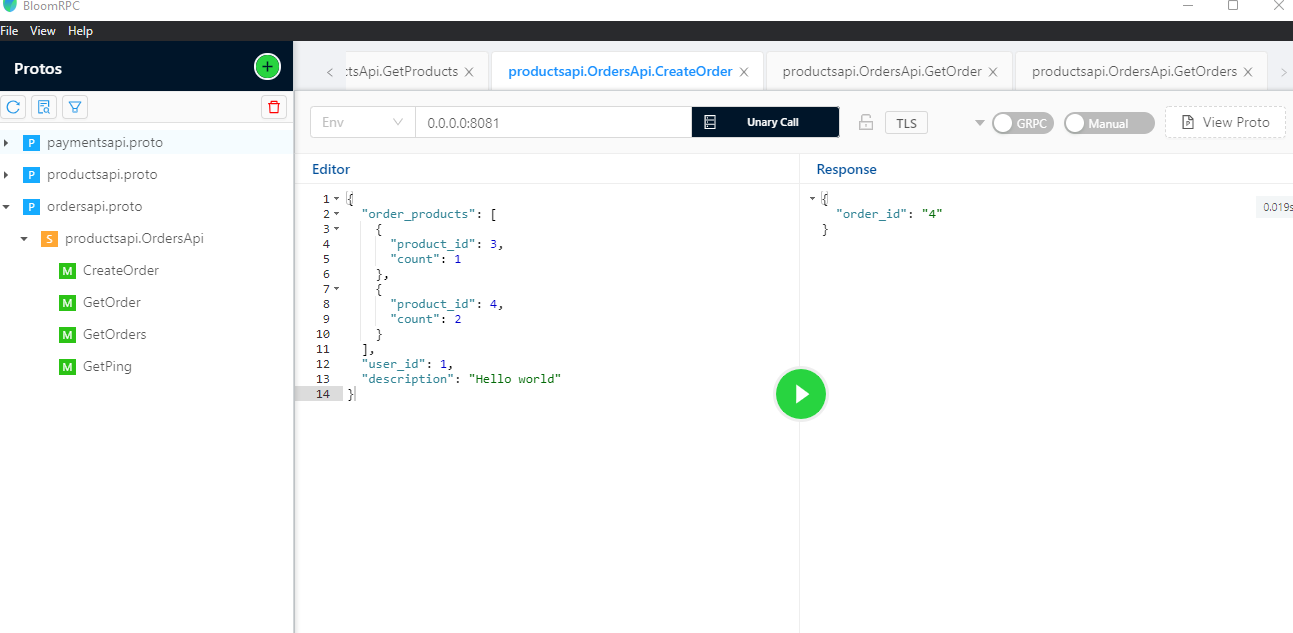 BloomRPC
File View Help
Protos
:tsApi.GetProducts
productsapi.OrdersApi.CreateOrder
productsapi.OrdersApi.GetOrder
productsapi.OrdersApi.GetOrders
Env
0.0.0.0:8081
Unary Call
TLS
GRPC
Manual
View Proto
P paymentsapi.proto
P productsapi.proto
P ordersapi.proto
S productsapi.OrdersApi
M CreateOrder
M GetOrder
M GetOrders
M GetPing
Editor
1 {
2 "order_products": [
3 {
4 "product_id": 3,
5 "count": 1
6 },
7 {
8 "product_id": 4,
9 "count": 2
10 }
11 ],
12 "user_id": 1,
13 "description": "Hello world"
14 }
Response
{
"order_id": "4"
}
0.019s